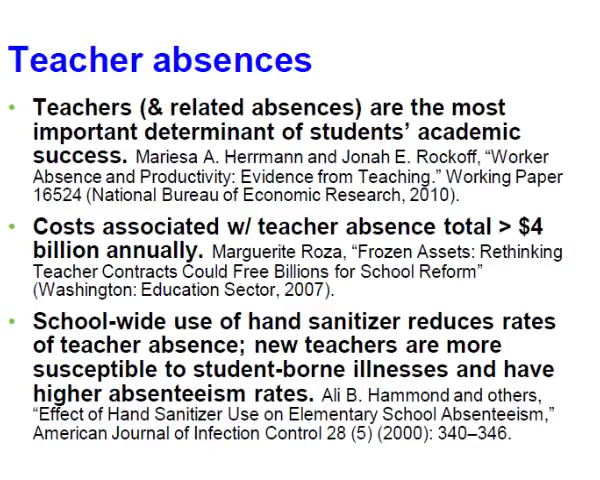 Teacher absences
• Teachers (& related absences) are the most
important determinant of students’ academic
success. Mariesa A. Herrmann and Jonah E. Rockoff, “Worker
Absence and Productivity: Evidence from Teaching.” Working Paper
16524 (National Bureau of Economic Research, 2010).
• Costs associated w/ teacher absence total > $4
billion annually. Marguerite Roza, “Frozen Assets: Rethinking
Teacher Contracts Could Free Billions for School Reform”
(Washington: Education Sector, 2007).
• School-wide use of hand sanitizer reduces rates
of teacher absence; new teachers are more
susceptible to student-borne illnesses and have
higher absenteeism rates. Ali B. Hammond and others,
“Effect of Hand Sanitizer Use on Elementary School Absenteeism,”
American Journal of Infection Control 28 (5) (2000): 340–346.